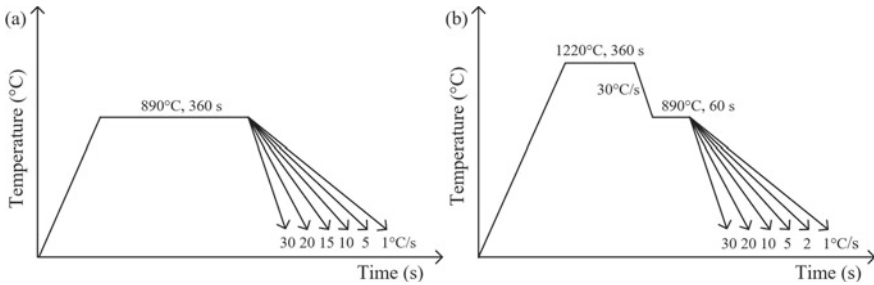 (a)
Temperature (°C)
890°C, 360 s
30 20 15 10 5 1°C/s
Time (s)
(b)
Temperature (°C)
1220°C, 360 s
30°C/s
890°C, 60 s
30 20 10 5 2 1°C/s
Time (s)